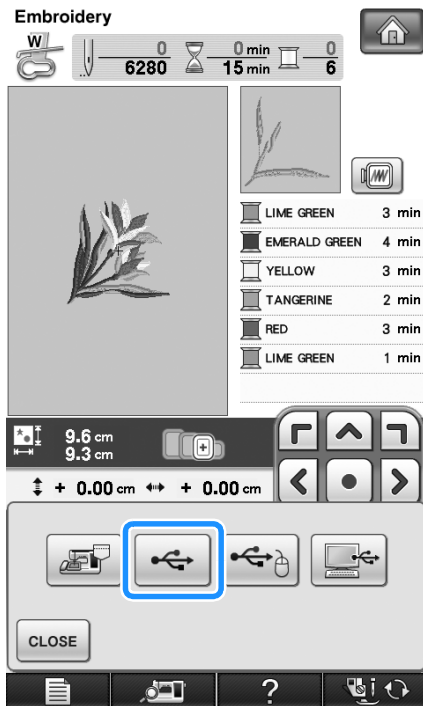 Embroidery
W
0
6280
0 min
15 min
0
6
LIME GREEN 3 min
EMERALD GREEN 4 min
YELLOW 3 min
TANGERINE 2 min
RED 3 min
LIME GREEN 1 min
9.6 cm
9.3 cm
+ 0.00 cm + 0.00 cm
CLOSE
?